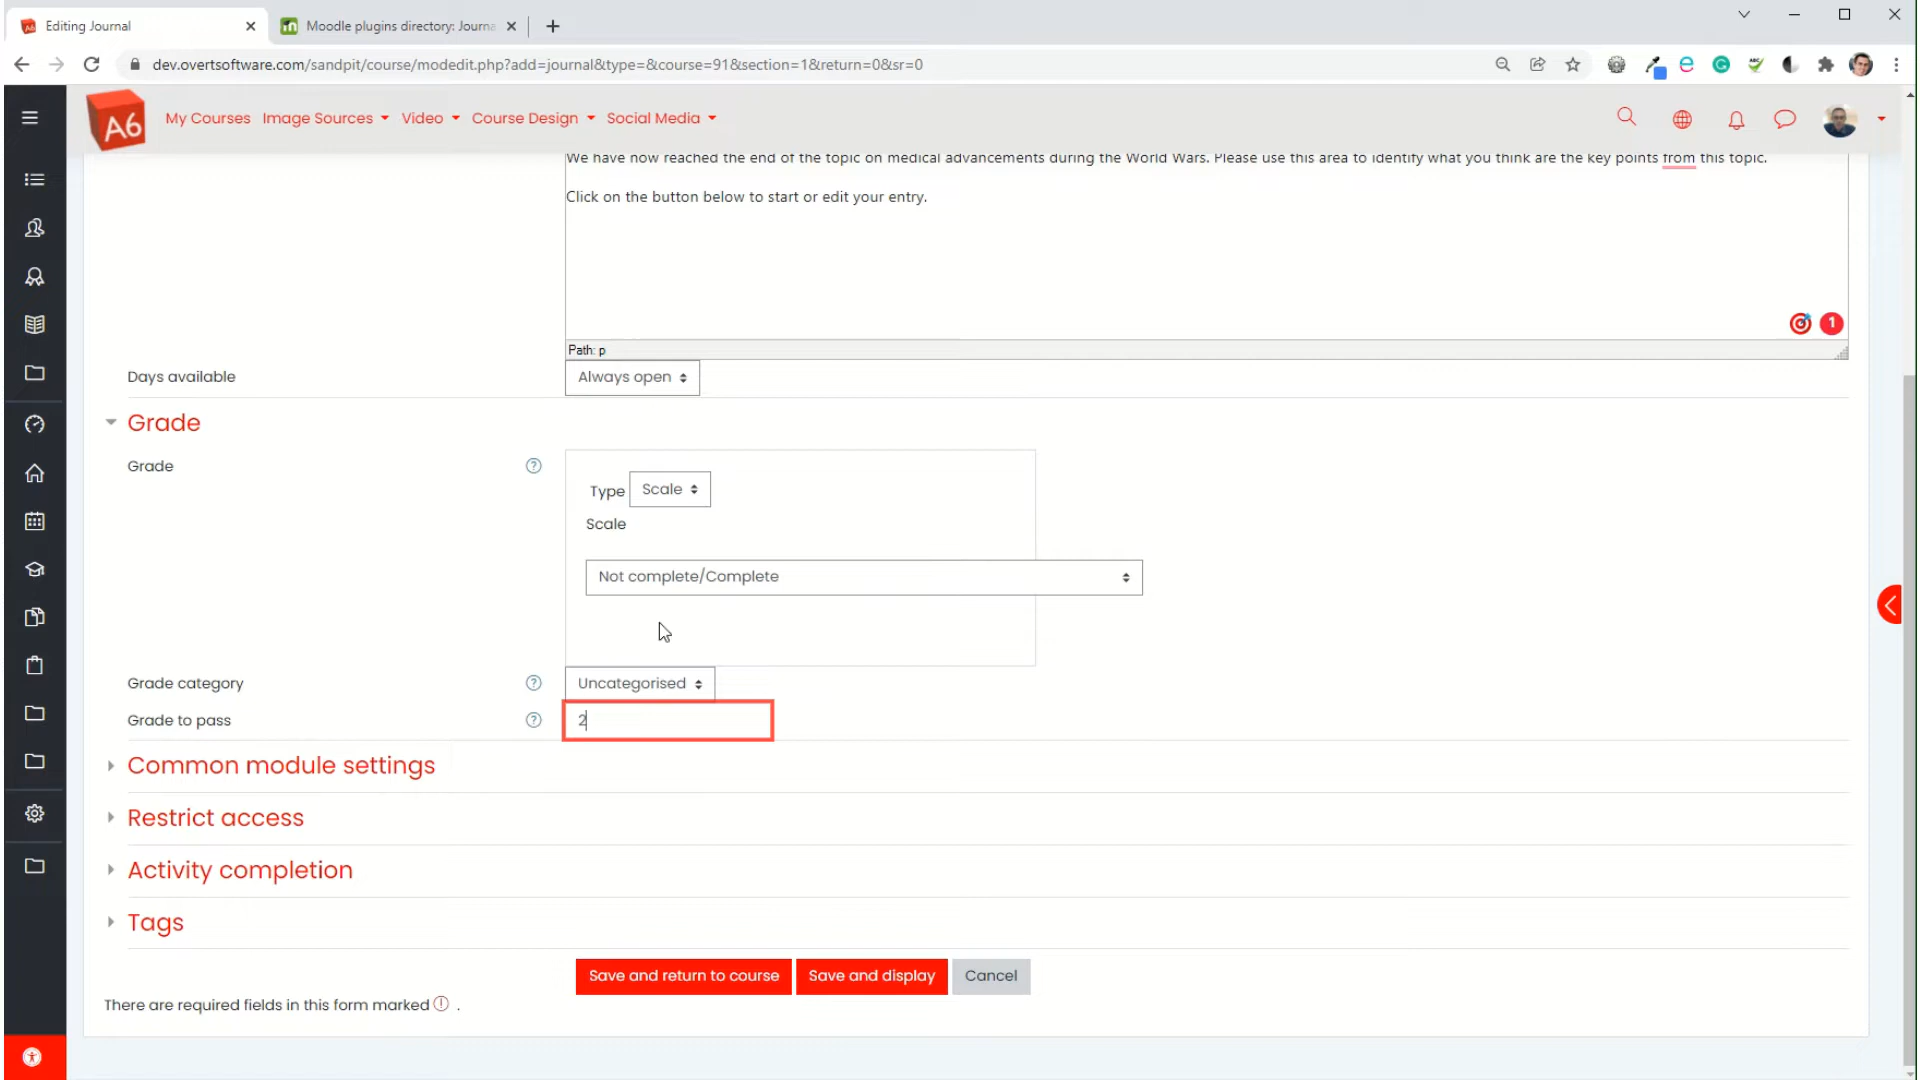 Editing Journal
Moodle plugins directory: Journa
dev.overtsoftware.com/sandpit/course/modedit.php?add=journal&type=&course=91&section=1&return=0&sr=0
A6
My Courses Image Sources Video Course Design Social Media
We have now reached the end of the topic on medical advancements during the World Wars. Please use this area to identify what you think are the key points from this topic.
Click on the button below to start or edit your entry.
1
Path: p
Days available Always open
Grade
Grade ?
Type Scale
Scale
Not complete/Complete
Grade category ? Uncategorised
Grade to pass ? 2
Common module settings
Restrict access
Activity completion
Tags
Save and return to course Save and display Cancel
There are required fields in this form marked ! .